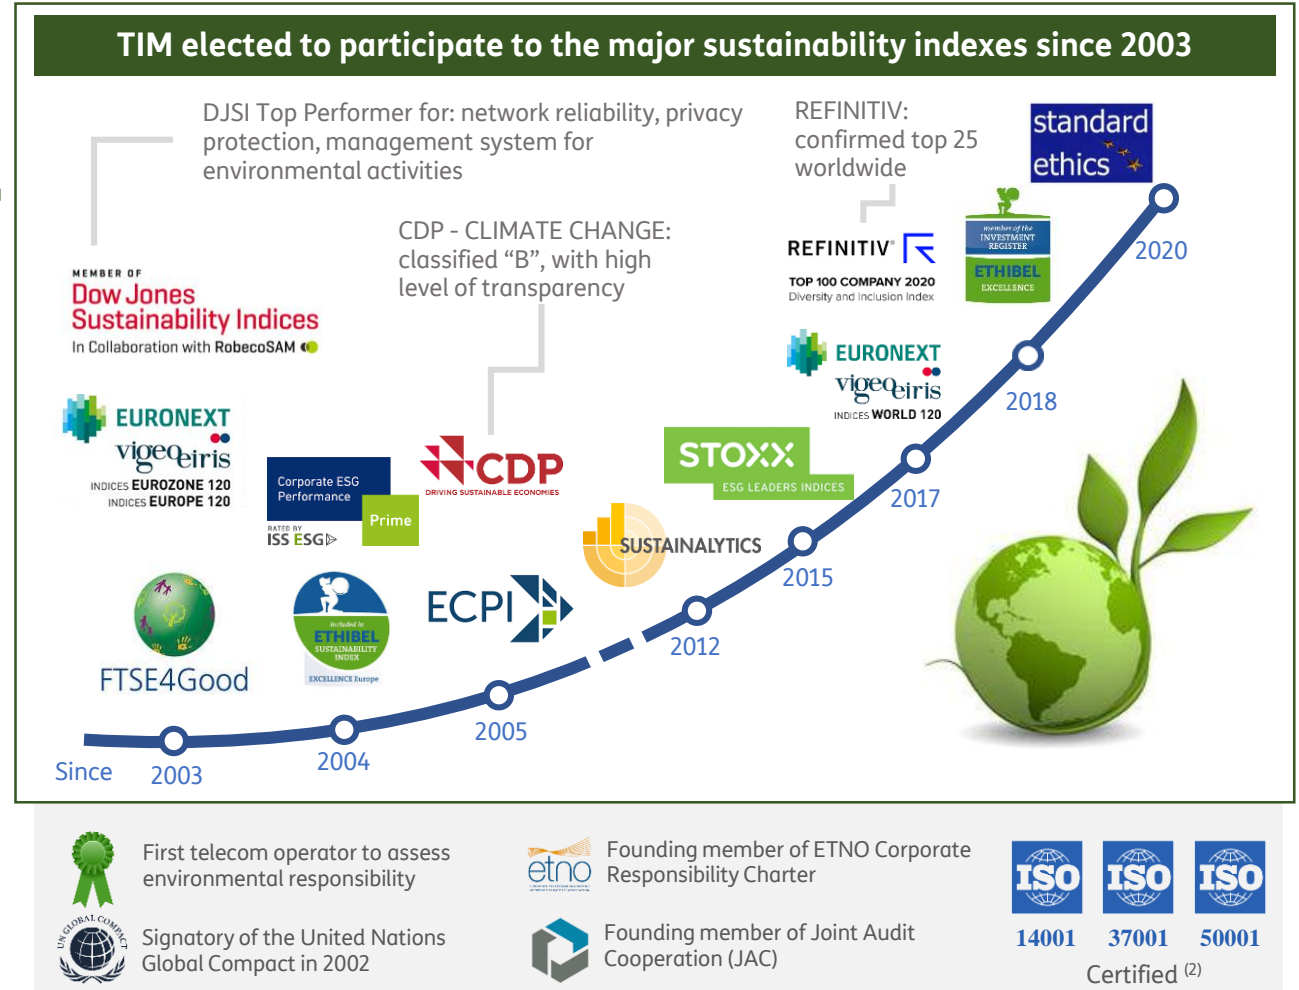 TIM elected to participate to the major sustainability indexes since 2003
DJSI Top Performer for: network reliability, privacy
protection, management system for
environmental activities
REFINITIV:
confirmed top 25
worldwide
standard
ethics
CDP - CLIMATE CHANGE:
classified “B”, with high
level of transparency
MEMBER OF
Dow Jones
Sustainability Indices
In Collaboration with RobecoSAM
REFINITIV
TOP 100 COMPANY 2020
Diversity and Inclusion Index
member of the
INVESTMENT
REGISTER
ETHIBEL
EXCELLENCE
2020
EURONEXT
vigeoeiris
INDICES WORLD 120
2018
EURONEXT
vigeoeiris
INDICES EUROZONE 120
INDICES EUROPE 120
Corporate ESG
Performance
Prime
RATED BY
ISS ESG
CDP
DRIVING SUSTAINABLE ECONOMIES
STOXX
ESG LEADERS INDICES
2017
SUSTAINALYTICS
2015
FTSE4Good
included in
ETHIBEL
SUSTAINABILITY
INDEX
EXCELLENCE Europe
ECPI
2012
2005
2004
Since 2003
First telecom operator to assess
environmental responsibility
etno
Founding member of ETNO Corporate
Responsibility Charter
ISO ISO ISO
14001 37001 50001
Certified (2)
UN GLOBAL COMPACT
Signatory of the United Nations
Global Compact in 2002
Founding member of Joint Audit
Cooperation (JAC)